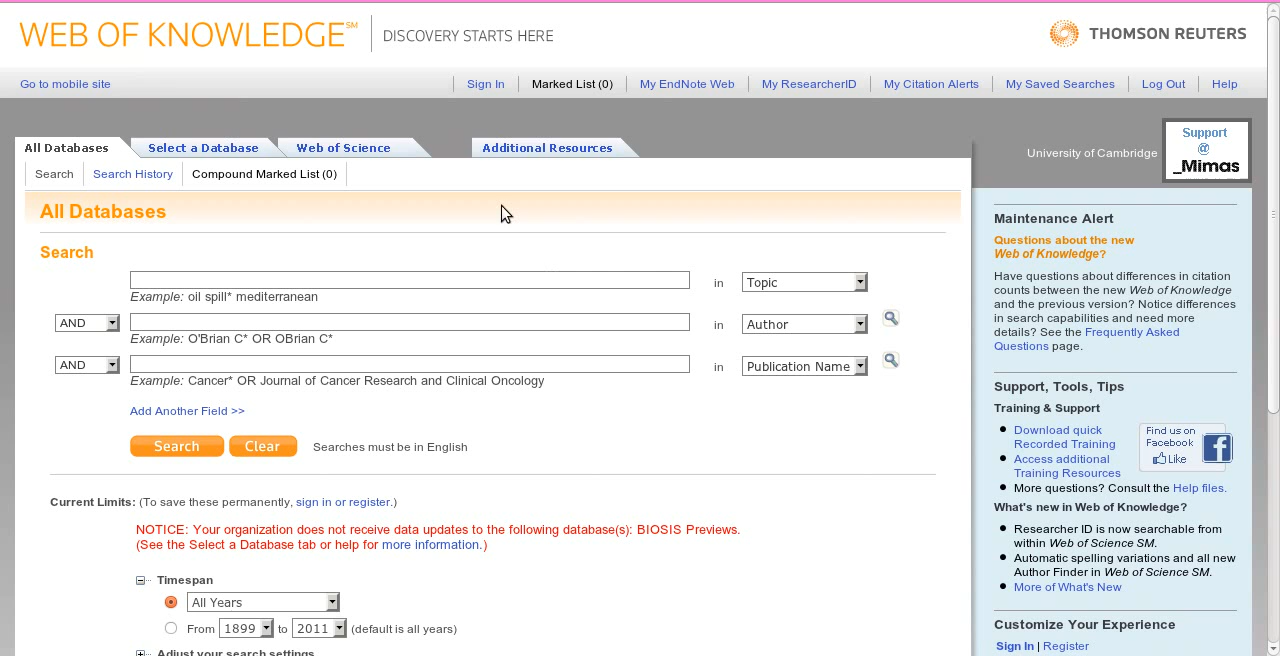 WEB OF KNOWLEDGE SM DISCOVERY STARTS HERE THOMSON REUTERS
Go to mobile site Sign In Marked List (0) My EndNote Web My ResearcherID My Citation Alerts My Saved Searches Log Out Help
All Databases Select a Database Web of Science Additional Resources
University of Cambridge
Support
@
_Mimas
Search Search History Compound Marked List (0)
All Databases
Search
in Topic
Example: oil spill* mediterranean
AND in Author
Example: O'Brian C* OR OBrian C*
AND in Publication Name
Example: Cancer* OR Journal of Cancer Research and Clinical Oncology
Add Another Field >>
Search Clear Searches must be in English
Current Limits: (To save these permanently, sign in or register.)
NOTICE: Your organization does not receive data updates to the following database(s): BIOSIS Previews.
(See the Select a Database tab or help for more information.)
Timespan
All Years
From 1899 to 2011 (default is all years)
Adjust your search settings
Maintenance Alert
Questions about the new
Web of Knowledge?
Have questions about differences in citation
counts between the new Web of Knowledge
and the previous version? Notice differences
in search capabilities and need more
details? See the Frequently Asked
Questions page.
Support, Tools, Tips
Training & Support
Download quick
Recorded Training
Access additional
Training Resources
Find us on
Facebook
Like
f
More questions? Consult the Help files.
What's new in Web of Knowledge?
Researcher ID is now searchable from
within Web of Science SM.
Automatic spelling variations and all new
Author Finder in Web of Science SM.
More of What's New
Customize Your Experience
Sign In | Register